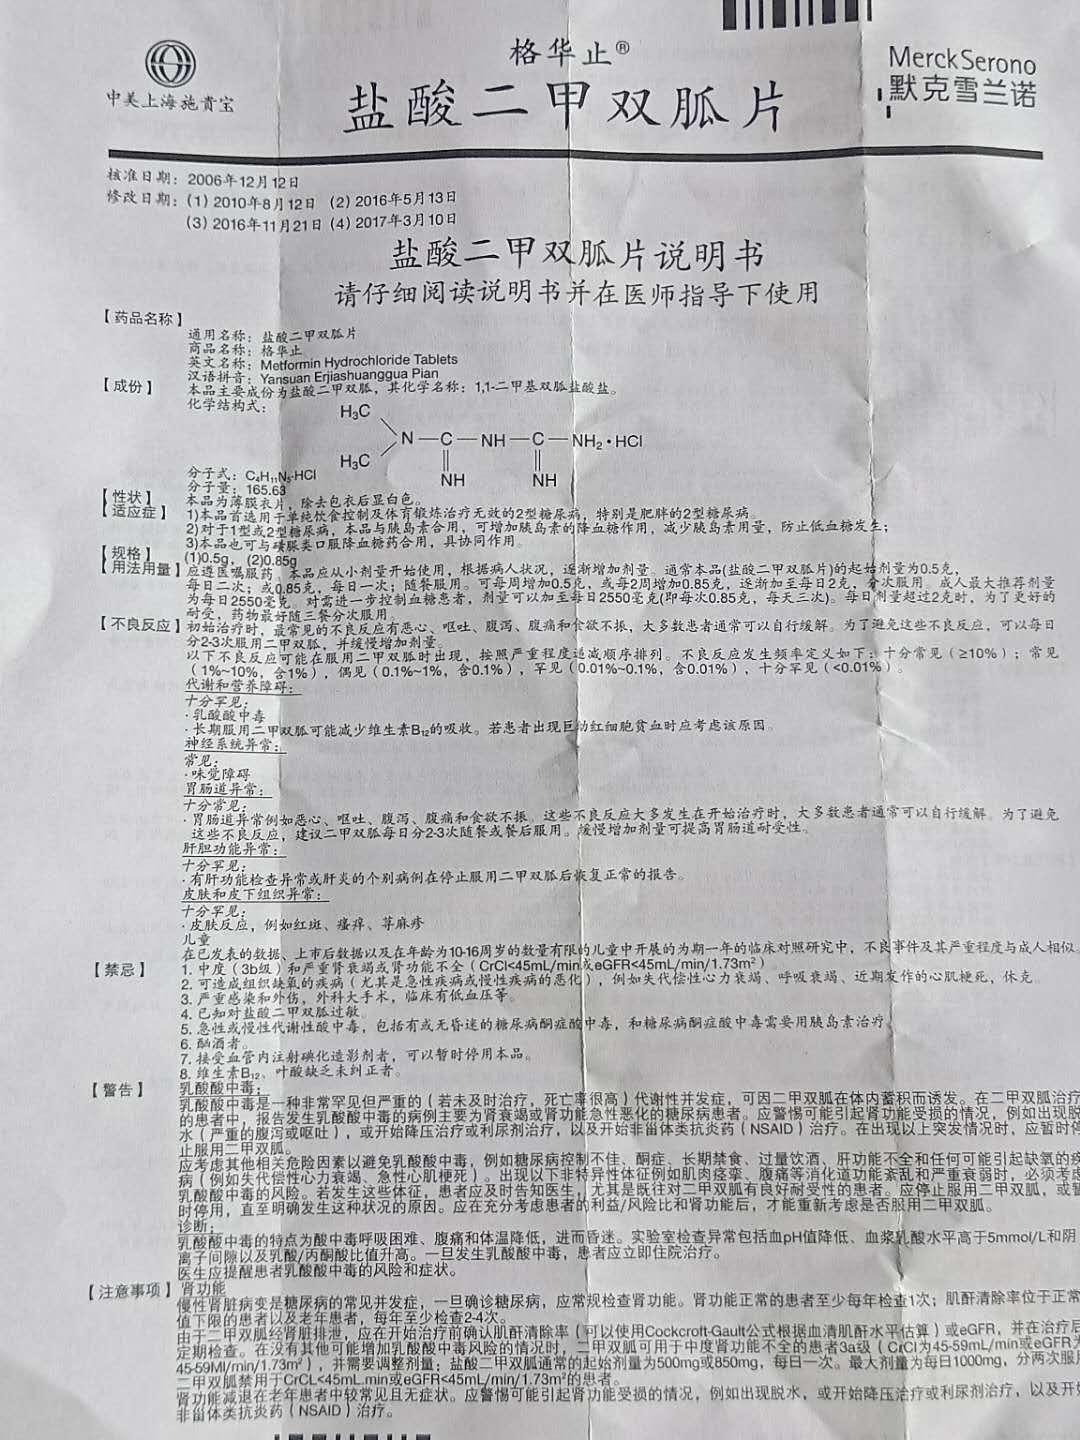 中美上海施贵宝
格华止®
MerckSerono
默克雪兰诺
盐酸二甲双胍片
核准日期：2006年12月12日
修改日期：(1) 2010年8月12日 (2) 2016年5月13日
(3) 2016年11月21日 (4) 2017年3月10日
盐酸二甲双胍片说明书
请仔细阅读说明书并在医师指导下使用
【药品名称】
通用名称：盐酸二甲双胍片
商品名称：格华止
英文名称：Metformin Hydrochloride Tablets
汉语拼音：Yansuan Erjiashuanggua Pian
【成份】 本品主要成份为盐酸二甲双胍，其化学名称：1,1-二甲基双胍盐酸盐。
化学结构式：
H₃C
N—C—NH—C—NH₂·HCl
H₃C
NH NH
分子式：C₄H₁₁N₅·HCl
分子量：165.63
【性状】 本品为薄膜衣片，除去包衣后显白色。
【适应症】 1)本品首选用于单纯饮食控制及体育锻炼治疗无效的2型糖尿病，特别是肥胖的2型糖尿病。
2)对于1型或2型糖尿病，本品与胰岛素合用，可增加胰岛素的降血糖作用，减少胰岛素用量，防止低血糖发生；
3)本品也可与磺脲类口服降血糖药合用，具协同作用。
【规格】 (1)0.5g，(2)0.85g
【用法用量】 应遵医嘱服药。本品应从小剂量开始使用，根据病人状况，逐渐增加剂量。通常本品(盐酸二甲双胍片)的起始剂量为0.5克，
每日二次；或0.85克，每日一次；随餐服用。可每周增加0.5克，或每2周增加0.85克，逐渐加至每日2克，分次服用。成人最大推荐剂量
为每日2550毫克。对需进一步控制血糖患者，剂量可以加至每日2550毫克(即每次0.85克，每天三次)。每日剂量超过2克时，为了更好的
耐受，药物最好随三餐分次服用。
【不良反应】 初始治疗时，最常见的不良反应有恶心、呕吐、腹泻、腹痛和食欲不振，大多数患者通常可以自行缓解。为了避免这些不良反应，可以每日
分2-3次服用二甲双胍，并缓慢增加剂量。
以下不良反应可能在服用二甲双胍时出现，按照严重程度递减顺序排列。不良反应发生频率定义如下：十分常见（≥10%）；常见
（1%~10%，含1%），偶见（0.1%~1%，含0.1%），罕见（0.01%~0.1%，含0.01%），十分罕见（<0.01%）。
代谢和营养障碍：
十分罕见：
·乳酸酸中毒
·长期服用二甲双胍可能减少维生素B₁₂的吸收。若患者出现巨幼红细胞贫血时应考虑该原因。
神经系统异常：
常见：
·味觉障碍
胃肠道异常：
十分常见：
·胃肠道异常例如恶心、呕吐、腹泻、腹痛和食欲不振。这些不良反应大多发生在开始治疗时，大多数患者通常可以自行缓解。为了避免
这些不良反应，建议二甲双胍每日分2-3次随餐或餐后服用。缓慢增加剂量可提高胃肠道耐受性。
肝胆功能异常：
十分罕见：
·有肝功能检查异常或肝炎的个别病例在停止服用二甲双胍后恢复正常的报告。
皮肤和皮下组织异常：
十分罕见：
·皮肤反应，例如红斑、瘙痒、荨麻疹
儿童
在已发表的数据、上市后数据以及在年龄为10-16周岁的数量有限的儿童中开展的为期一年的临床对照研究中，不良事件及其严重程度与成人相似。
【禁忌】 1. 中度（3b级）和严重肾衰竭或肾功能不全（CrCl<45mL/min或eGFR<45mL/min/1.73m²）
2. 可造成组织缺氧的疾病（尤其是急性疾病或慢性疾病的恶化），例如失代偿性心力衰竭、呼吸衰竭、近期发作的心肌梗死，休克。
3. 严重感染和外伤，外科大手术，临床有低血压等。
4. 已知对盐酸二甲双胍过敏。
5. 急性或慢性代谢性酸中毒，包括有或无昏迷的糖尿病酮症酸中毒，和糖尿病酮症酸中毒需要用胰岛素治疗
6. 酗酒者。
7. 接受血管内注射碘化造影剂者，可以暂时停用本品。
8. 维生素B₁₂、叶酸缺乏未纠正者。
【警告】 乳酸酸中毒：
乳酸酸中毒是一种非常罕见但严重的（若未及时治疗，死亡率很高）代谢性并发症，可因二甲双胍在体内蓄积而诱发。在二甲双胍治疗
的患者中，报告发生乳酸酸中毒的病例主要为肾衰竭或肾功能急性恶化的糖尿病患者。应警惕可能引起肾功能受损的情况，例如出现脱
水（严重的腹泻或呕吐），或开始降压治疗或利尿剂治疗，以及开始非甾体类抗炎药（NSAID）治疗。在出现以上突发情况时，应暂时停
止服用二甲双胍。
应考虑其他相关危险因素以避免乳酸酸中毒，例如糖尿病控制不佳、酮症、长期禁食、过量饮酒、肝功能不全和任何可能引起缺氧的疾
病（例如失代偿性心力衰竭、急性心肌梗死）。出现以下非特异性体征例如肌肉痉挛、腹痛等消化道功能紊乱和严重衰弱时，必须考虑
乳酸酸中毒的风险。若发生这些体征，患者应及时告知医生，尤其是既往对二甲双胍有良好耐受性的患者。应停止服用二甲双胍，或暂
时停用，直至明确发生这种状况的原因。应在充分考虑患者的利益/风险比和肾功能后，才能重新考虑是否服用二甲双胍。
诊断：
乳酸酸中毒的特点为酸中毒呼吸困难、腹痛和体温降低，进而昏迷。实验室检查异常包括血pH值降低、血浆乳酸水平高于5mmol/L和阴
离子间隙以及乳酸/丙酮酸比值升高。一旦发生乳酸酸中毒，患者应立即住院治疗。
医生应提醒患者乳酸酸中毒的风险和症状。
【注意事项】 肾功能
慢性肾脏病变是糖尿病的常见并发症，一旦确诊糖尿病，应常规检查肾功能。肾功能正常的患者至少每年检查1次；肌酐清除率位于正常
值下限的患者以及老年患者，每年至少检查2-4次。
由于二甲双胍经肾脏排泄，应在开始治疗前确认肌酐清除率（可以使用Cockcroft-Gault公式根据血清肌酐水平估算）或eGFR，并在治疗后
定期检查。在没有其他可能增加乳酸酸中毒风险的情况时，二甲双胍可用于中度肾功能不全的患者3a级（CrCl为45-59mL/min或eGFR为
45-59Ml/min/1.73m²），并需要调整剂量；盐酸二甲双胍通常的起始剂量为500mg或850mg，每日一次。最大剂量为每日1000mg，分两次服用
二甲双胍禁用于CrCL<45mL.min或eGFR<45mL/min/1.73m²的患者。
肾功能减退在老年患者中较常见且无症状。应警惕可能引起肾功能受损的情况，例如出现脱水，或开始降压治疗或利尿剂治疗，以及开始
非甾体类抗炎药（NSAID）治疗。